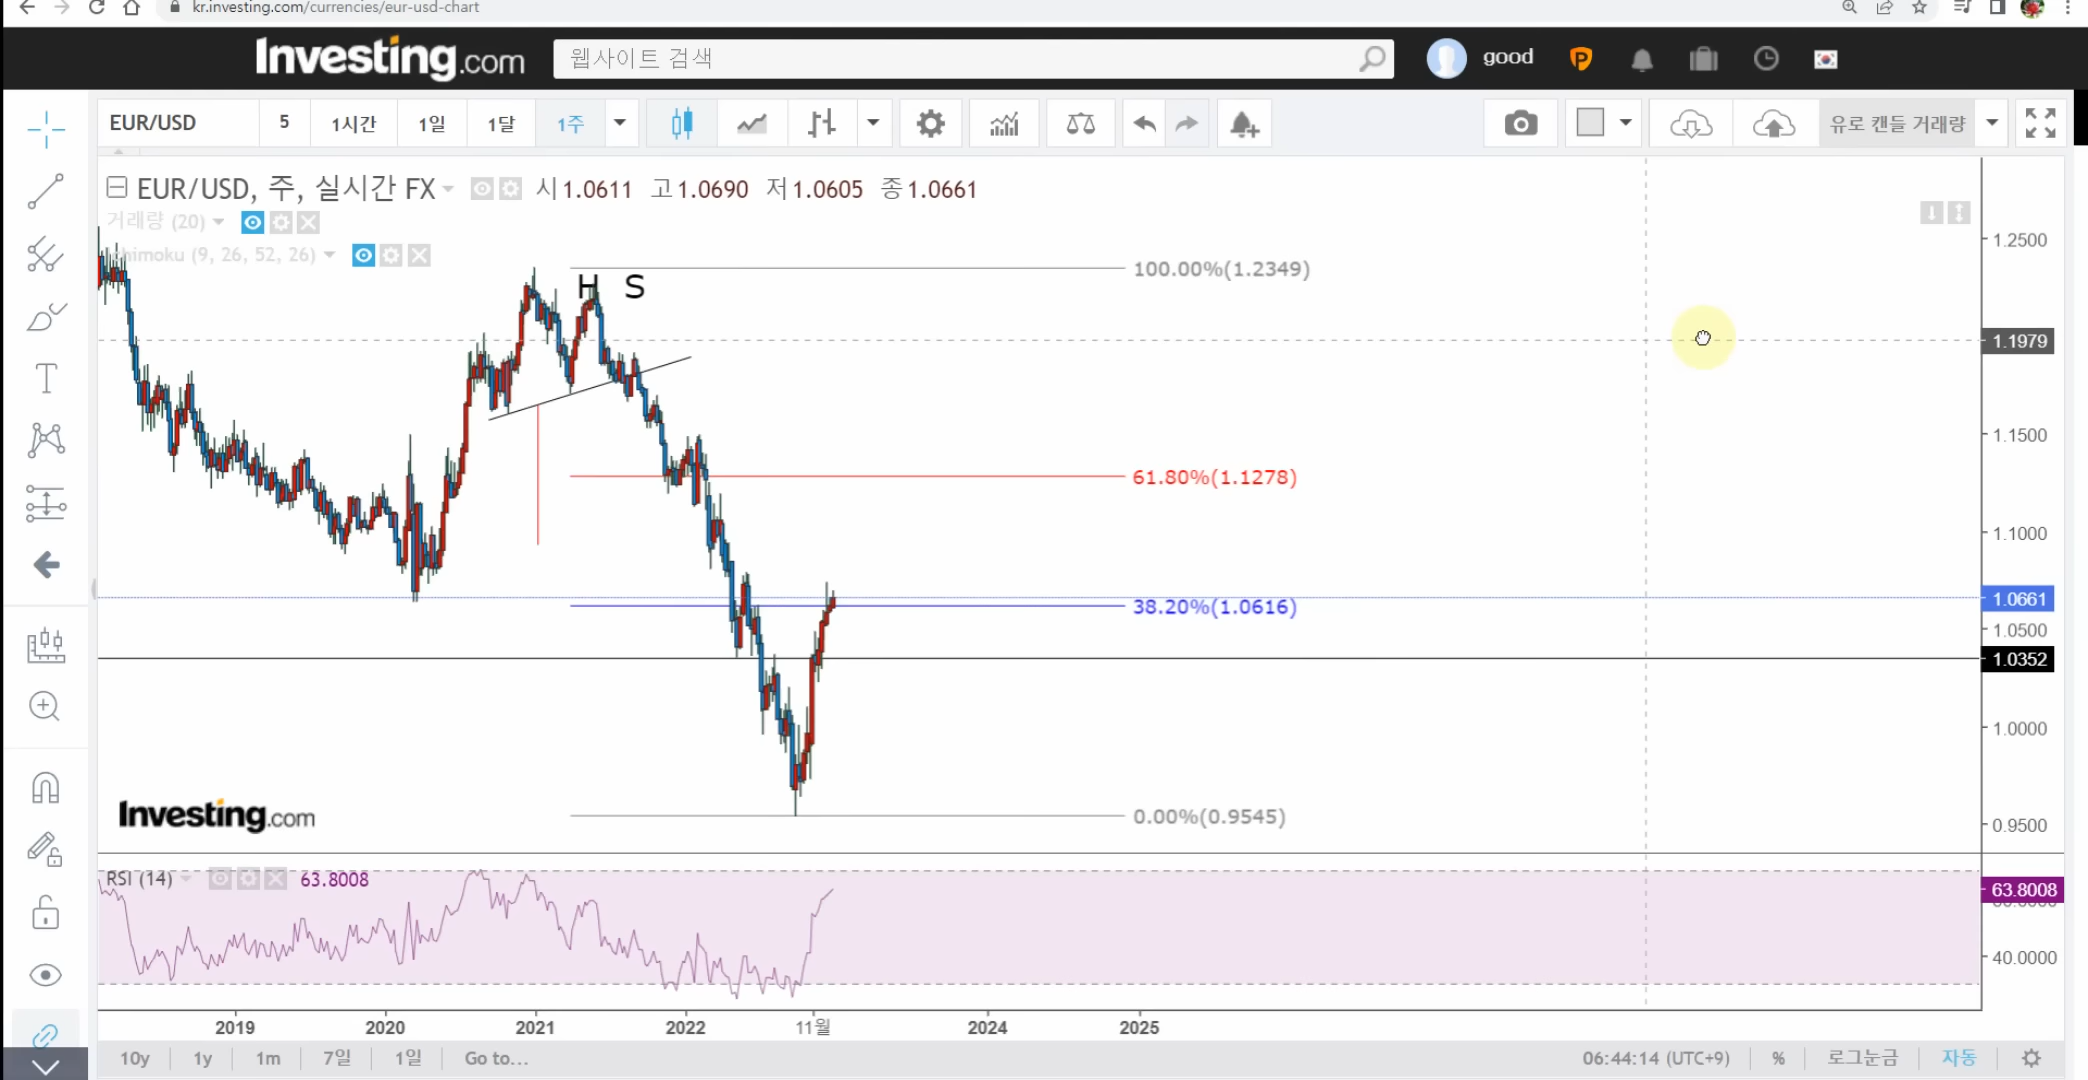 kr.investing.com/currencies/eur-usd-chart
Investing.com
웹사이트 검색
good
EUR/USD
5
1시간
1일
1달
1주
유로 캔들 거래량
EUR/USD, 주, 실시간 FX
시1.0611 고1.0690 저1.0605 종1.0661
거래량 (20)
(9, 26, 52, 26)
H S
100.00%(1.2349)
61.80%(1.1278)
38.20%(1.0616)
0.00%(0.9545)
1.2500
1.1979
1.1500
1.1000
1.0661
1.0500
1.0352
1.0000
0.9500
Investing.com
RSI (14)
63.8008
63.8008
40.0000
2019
2020
2021
2022
11월
2024
2025
10y
1y
1m
7일
1일
Go to...
06:44:14 (UTC+9)
%
로그눈금
자동